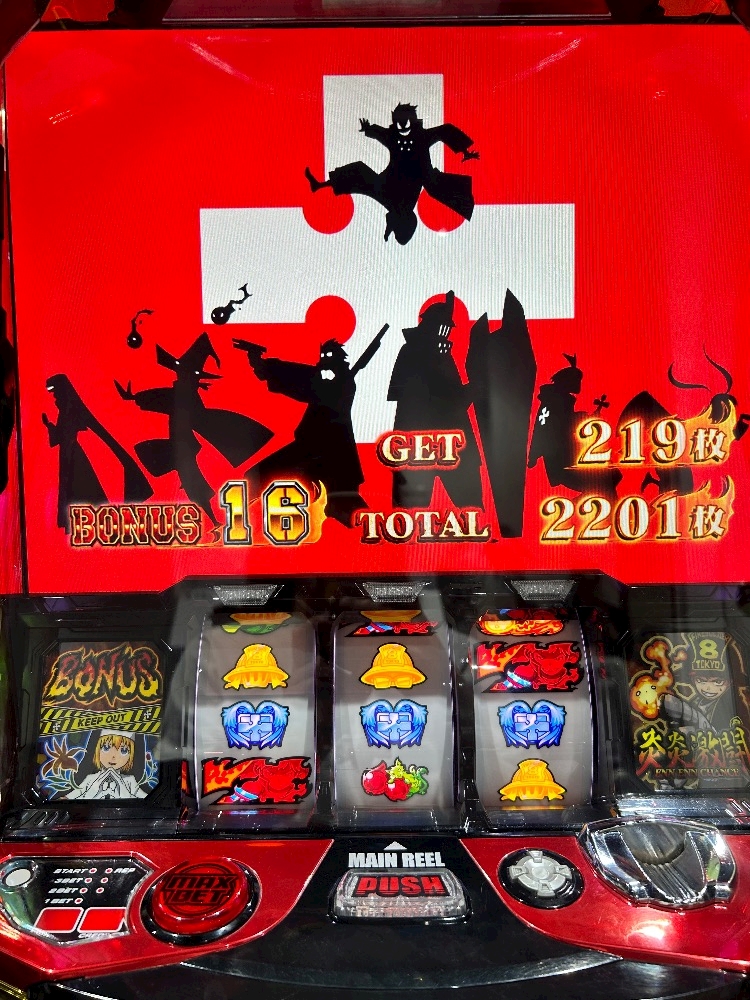 GET 219枚
BONUS 16 TOTAL 2201枚
BONUS
KEEP OUT
8
TOKYO
炎炎激闘
ENN ENN CHANCE
MAIN REEL
PUSH
MAX
BET
START
REP
3BET
2BET
1BET